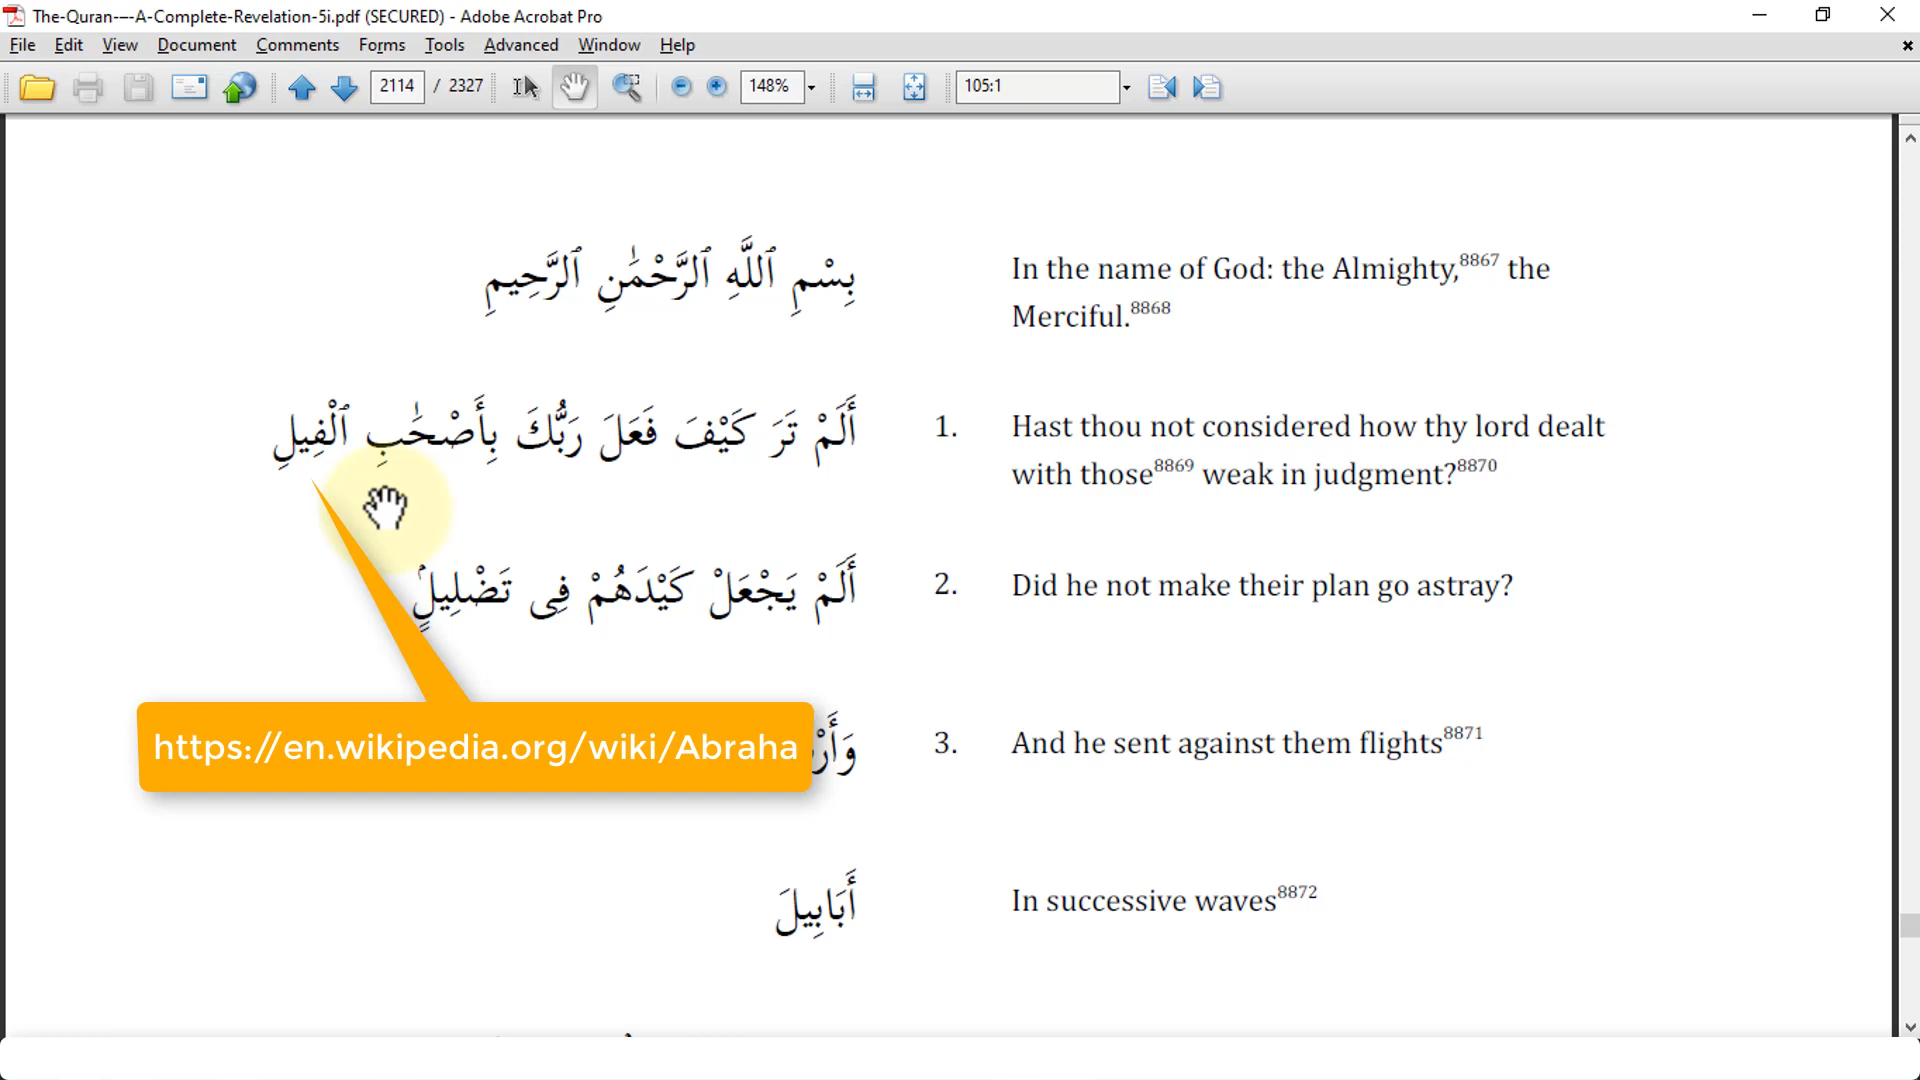 The-Quran-—-A-Complete-Revelation-5i.pdf (SECURED) - Adobe Acrobat Pro
File Edit View Document Comments Forms Tools Advanced Window Help
2114 / 2327 148% 105:1
بِسْمِ ٱللَّهِ ٱلرَّحْمَٰنِ ٱلرَّحِيمِ
In the name of God: the Almighty,8867 the
Merciful.8868
أَلَمْ تَرَ كَيْفَ فَعَلَ رَبُّكَ بِأَصْحَٰبِ ٱلْفِيلِ
1. Hast thou not considered how thy lord dealt
with those8869 weak in judgment?8870
أَلَمْ يَجْعَلْ كَيْدَهُمْ فِى تَضْلِيلٍ
2. Did he not make their plan go astray?
https://en.wikipedia.org/wiki/Abraha
3. And he sent against them flights8871
أَبَابِيلَ
In successive waves8872